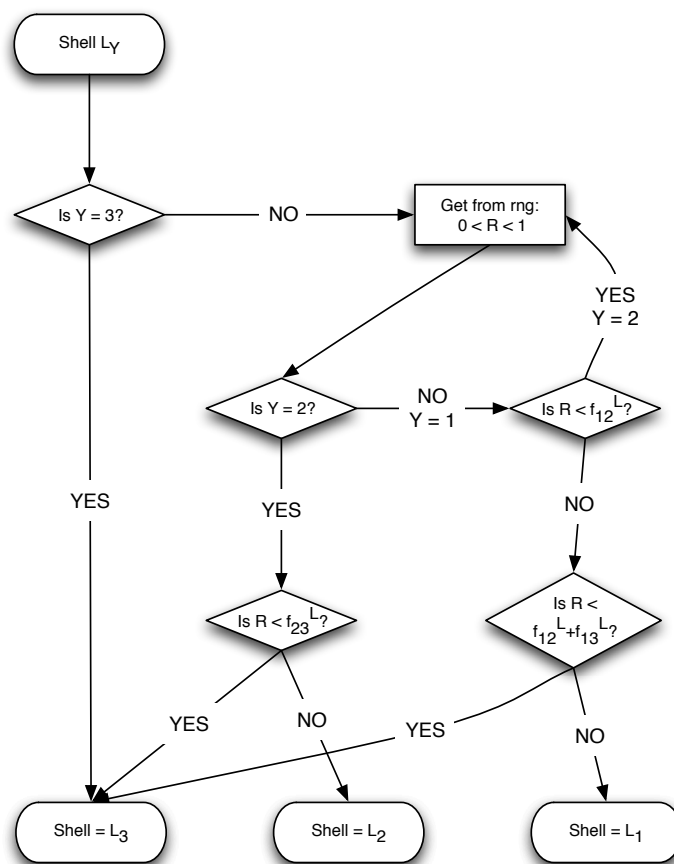 Shell L_Y
Is Y = 3?
NO
Get from rng:
0 < R < 1
YES
Y = 2
Is Y = 2?
NO
Y = 1
Is R < f_12^L?
YES
YES
NO
Is R < f_23^L?
Is R <
f_12^L+f_13^L?
YES
NO
YES
NO
Shell = L_3
Shell = L_2
Shell = L_1